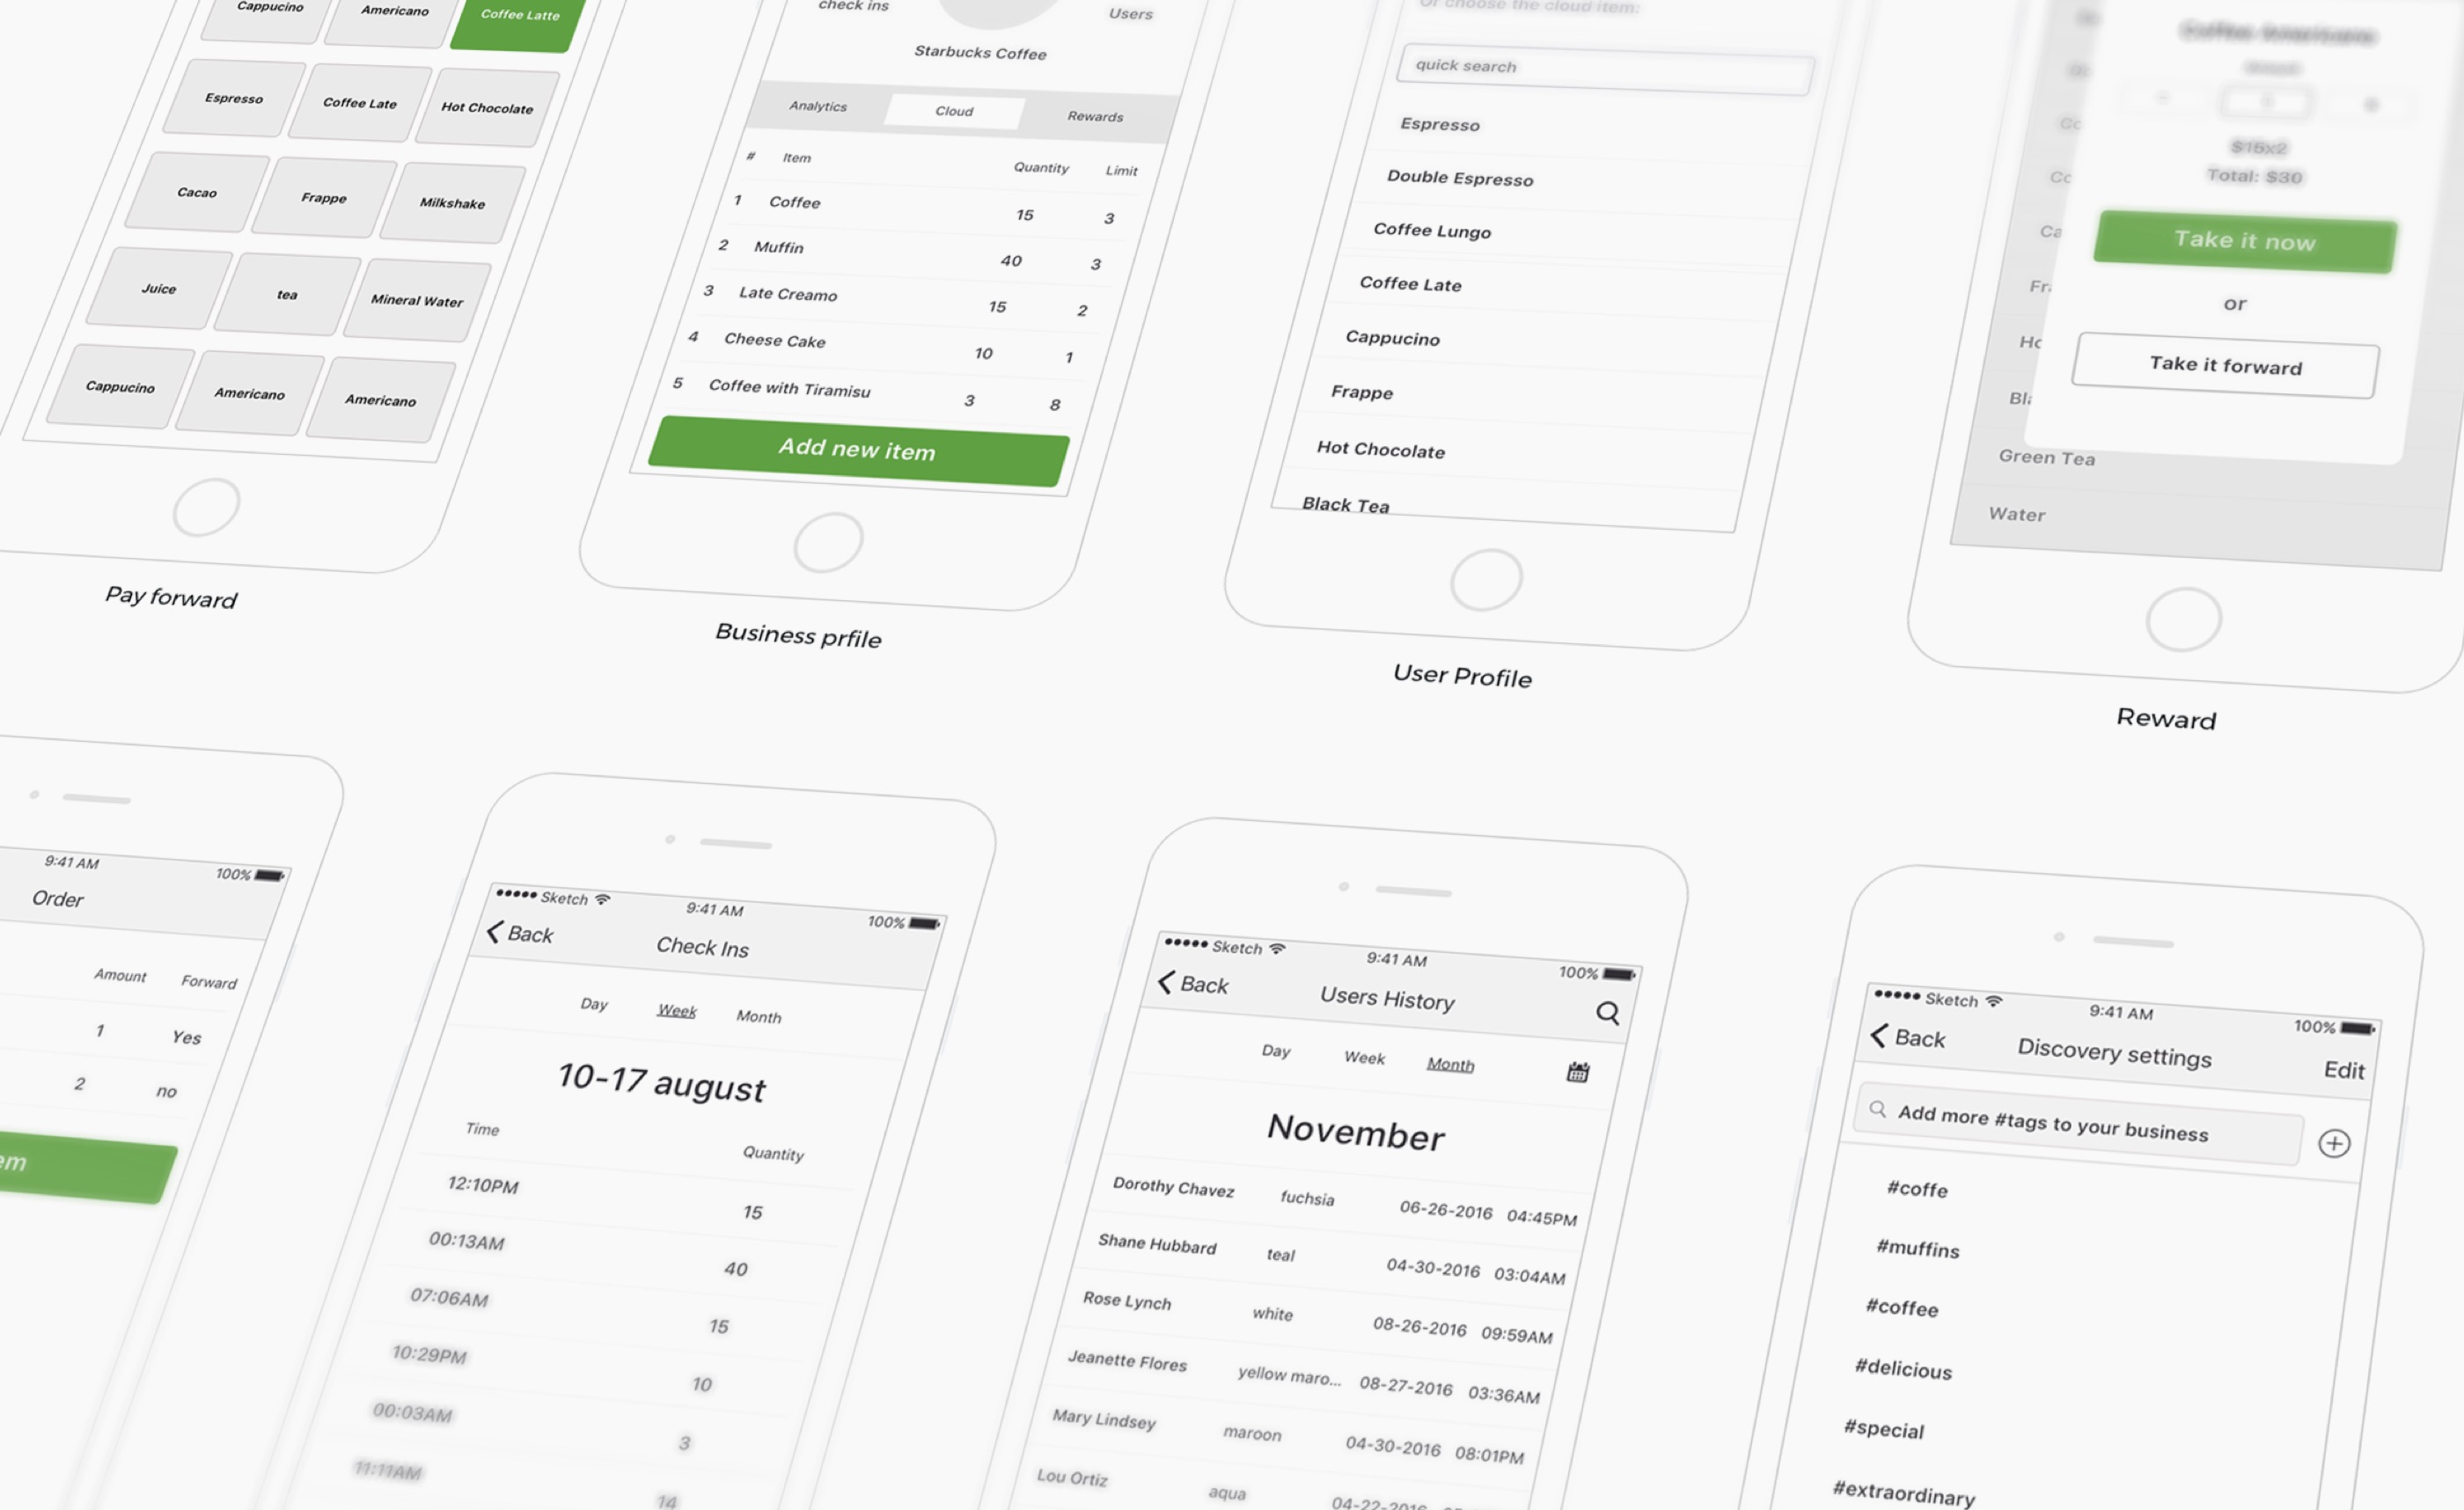 Cappucino Americano Coffee Latte
Espresso Coffee Late Hot Chocolate
Cacao Frappe Milkshake
Juice tea Mineral Water
Cappucino Americano Americano
Pay forward
check ins Users
Starbucks Coffee
Analytics Cloud Rewards
# Item Quantity Limit
1 Coffee 15 3
2 Muffin 40 3
3 Late Creamo 15 2
4 Cheese Cake 10 1
5 Coffee with Tiramisu 3 8
Add new item
Business prfile
Or choose the cloud item:
quick search
Espresso
Double Espresso
Coffee Lungo
Coffee Late
Cappucino
Frappe
Hot Chocolate
Black Tea
User Profile
Coffee Americano
$15x2
Total: $30
Take it now
or
Take it forward
Co
Co
Ca
Fra
Ho
Bla
Green Tea
Water
Reward
9:41 AM 100%
Order
Amount Forward
1 Yes
2 no
em
Sketch 9:41 AM 100%
Back Check Ins
Day Week Month
10-17 august
Time Quantity
12:10PM 15
00:13AM 40
07:06AM 15
10:29PM 10
00:03AM 3
11:11AM 14
Sketch 9:41 AM 100%
Back Users History
Day Week Month
November
Dorothy Chavez fuchsia 06-26-2016 04:45PM
Shane Hubbard teal 04-30-2016 03:04AM
Rose Lynch white 08-26-2016 09:59AM
Jeanette Flores yellow maro... 08-27-2016 03:36AM
Mary Lindsey maroon 04-30-2016 08:01PM
Lou Ortiz aqua 04-22-2016
Sketch 9:41 AM 100%
Back Discovery settings Edit
Add more #tags to your business
#coffe
#muffins
#coffee
#delicious
#special
#extraordinary